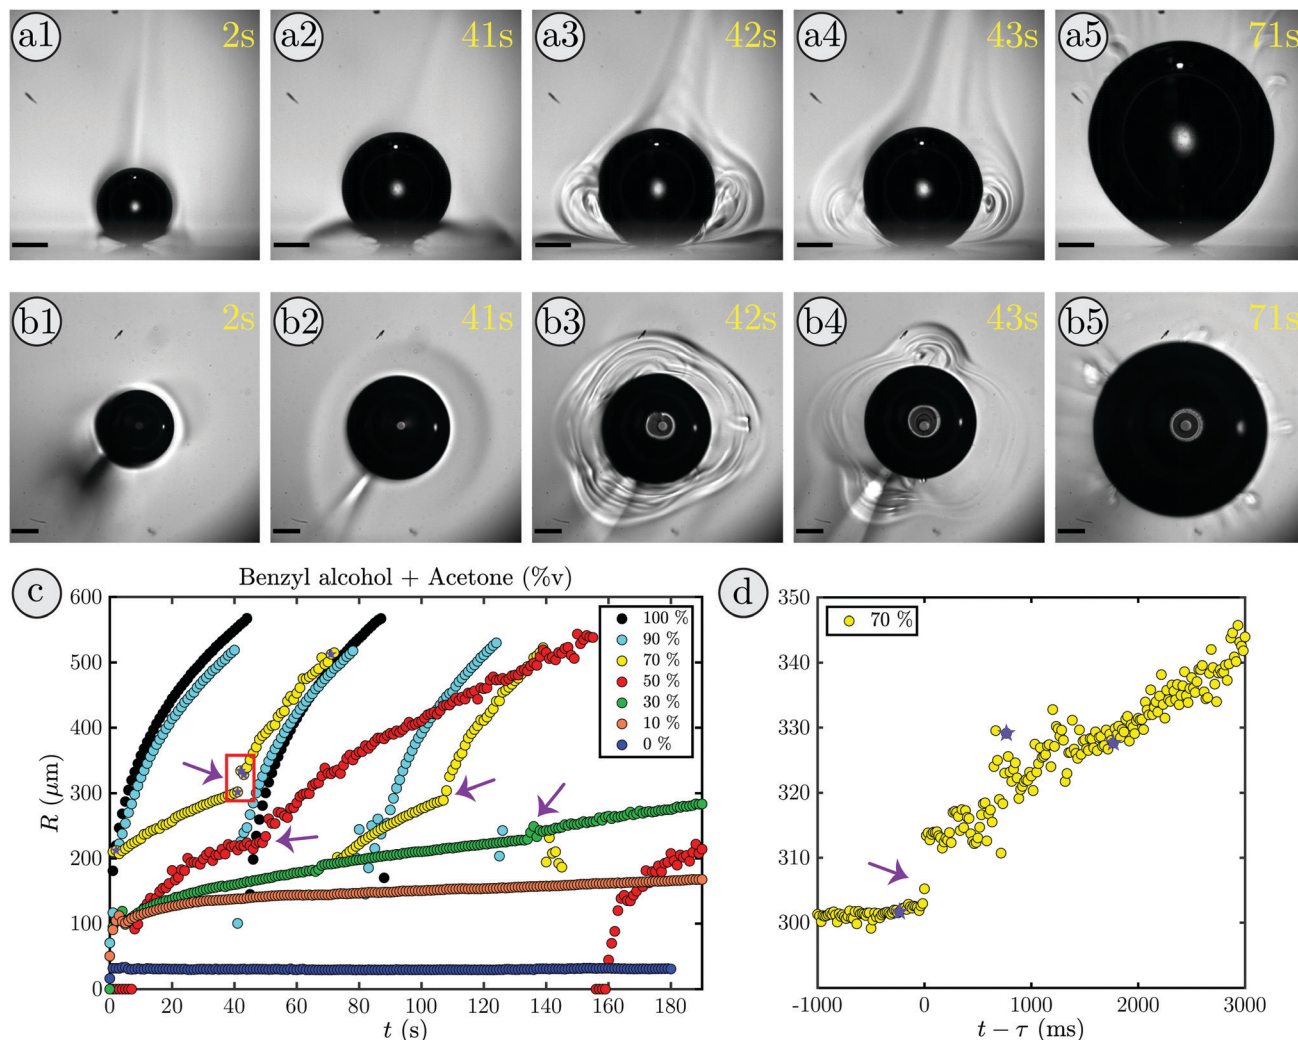 a1 2s a2 41s a3 42s a4 43s a5 71s
b1 2s b2 41s b3 42s b4 43s b5 71s
c Benzyl alcohol + Acetone (%v)
600
500
400
300
200
100
0
R (μm)
100 %
90 %
70 %
50 %
30 %
10 %
0 %
0 20 40 60 80 100 120 140 160 180
t (s)
d
70 %
350
340
330
320
310
300
-1000 0 1000 2000 3000
t − τ (ms)